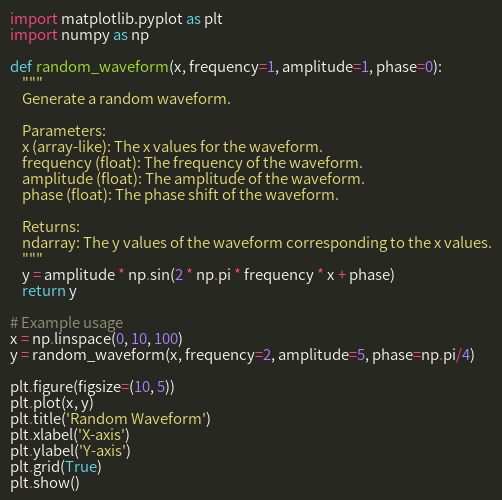 import matplotlib.pyplot as plt
import numpy as np

def random_waveform(x, frequency=1, amplitude=1, phase=0):
    """
    Generate a random waveform.

    Parameters:
    x (array-like): The x values for the waveform.
    frequency (float): The frequency of the waveform.
    amplitude (float): The amplitude of the waveform.
    phase (float): The phase shift of the waveform.

    Returns:
    ndarray: The y values of the waveform corresponding to the x values.
    """
    y = amplitude * np.sin(2 * np.pi * frequency * x + phase)
    return y

# Example usage
x = np.linspace(0, 10, 100)
y = random_waveform(x, frequency=2, amplitude=5, phase=np.pi/4)

plt.figure(figsize=(10, 5))
plt.plot(x, y)
plt.title('Random Waveform')
plt.xlabel('X-axis')
plt.ylabel('Y-axis')
plt.grid(True)
plt.show()